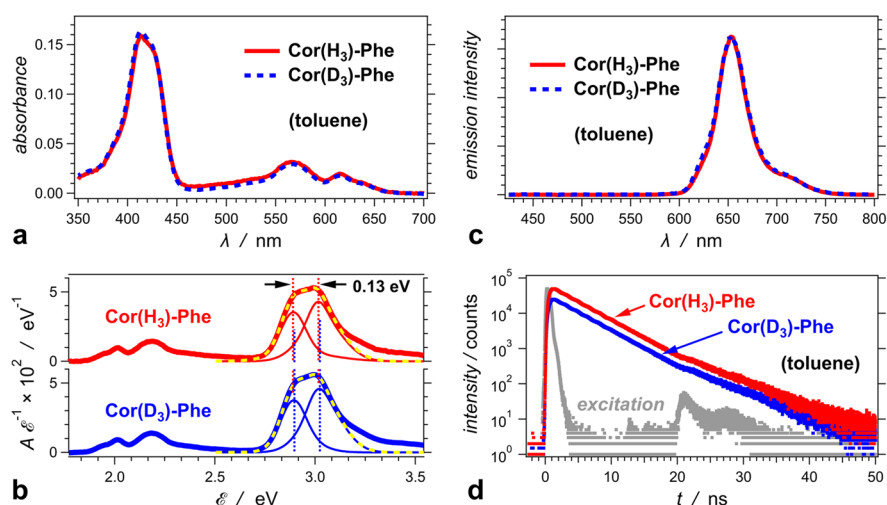 0.15
0.10
0.05
0.00
absorbance
Cor(H3)-Phe
Cor(D3)-Phe
(toluene)
350 400 450 500 550 600 650 700
λ / nm
a
emission intensity
Cor(H3)-Phe
Cor(D3)-Phe
(toluene)
450 500 550 600 650 700 750 800
λ / nm
c
5
0
5
0
A ℰ⁻¹ × 10² / eV⁻¹
0.13 eV
Cor(H3)-Phe
Cor(D3)-Phe
2.0 2.5 3.0 3.5
ℰ / eV
b
10⁵
10⁴
10³
10²
10¹
10⁰
intensity / counts
Cor(H3)-Phe
Cor(D3)-Phe
(toluene)
excitation
0 10 20 30 40 50
t / ns
d